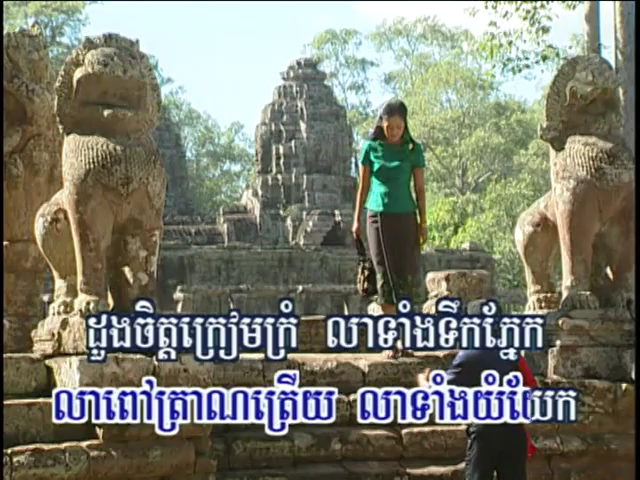 ដួងចិត្តក្រៀមក្រំ លាទាំងទឹកភ្នែក
លាពៅត្រាណត្រើយ លាទាំងយំយែក